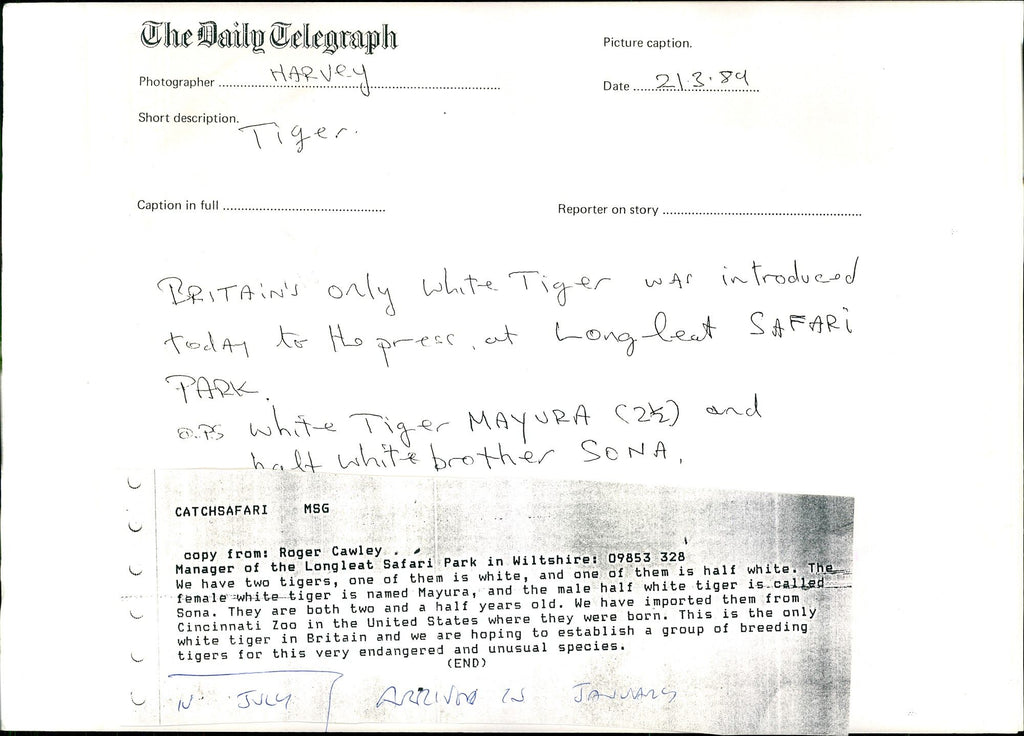 The Daily Telegraph
Picture caption.
Photographer HARVEY
Date 21.3.89
Short description. Tiger.
Caption in full
Reporter on story
BRITAIN'S only white Tiger was introduced
today to the press, at Longleat SAFARI
PARK.
O.PS white Tiger MAYURA (2½) and
half white brother SONA.
CATCHSAFARI MSG
copy from: Roger Cawley
Manager of the Longleat Safari Park in Wiltshire: 09853 328
We have two tigers, one of them is white, and one of them is half white. The
female white tiger is named Mayura, and the male half white tiger is called
Sona. They are both two and a half years old. We have imported them from
Cincinnati Zoo in the United States where they were born. This is the only
white tiger in Britain and we are hoping to establish a group of breeding
tigers for this very endangered and unusual species.
(END)
IN JULY ARRIVED IN JANUARY